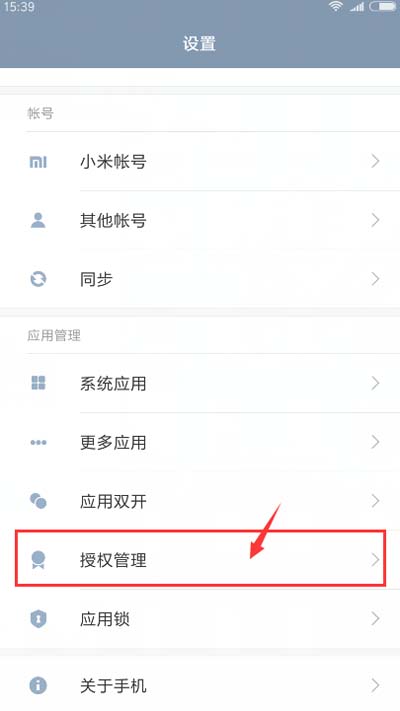 15:39
设置
帐号
小米帐号
其他帐号
同步
应用管理
系统应用
更多应用
应用双开
授权管理
应用锁
关于手机